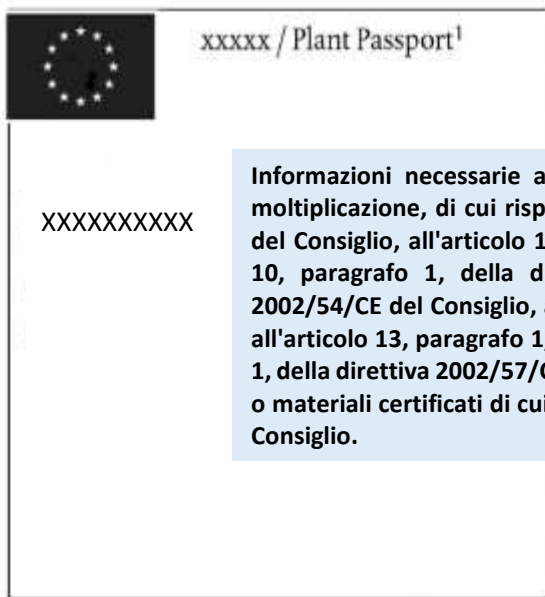 xxxxx / Plant Passport¹
XXXXXXXXXX
Informazioni necessarie a
moltiplicazione, di cui risp
del Consiglio, all'articolo 1
10, paragrafo 1, della d
2002/54/CE del Consiglio,
all'articolo 13, paragrafo 1,
1, della direttiva 2002/57/
o materiali certificati di cui
Consiglio.